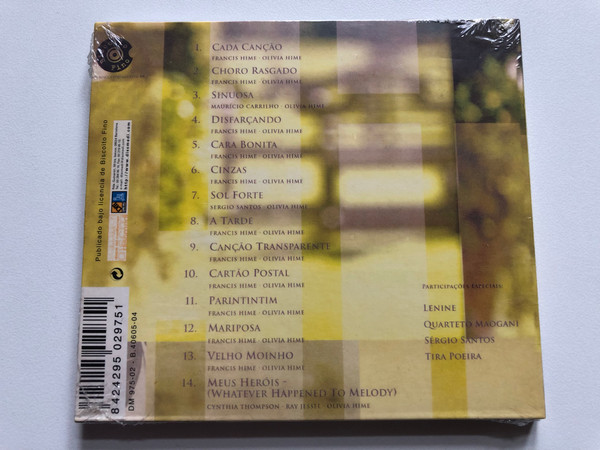 Fino
1. CADA CANÇÃO
FRANCIS HIME · OLIVIA HIME
2. CHORO RASGADO
FRANCIS HIME · OLIVIA HIME
3. SINUOSA
MAURÍCIO CARRILHO · OLIVIA HIME
4. DISFARÇANDO
FRANCIS HIME · OLIVIA HIME
5. CARA BONITA
FRANCIS HIME · OLIVIA HIME
6. CINZAS
FRANCIS HIME · OLIVIA HIME
7. SOL FORTE
SERGIO SANTOS · OLIVIA HIME
8. A TARDE
FRANCIS HIME · OLIVIA HIME
9. CANÇÃO TRANSPARENTE
FRANCIS HIME · OLIVIA HIME
10. CARTÃO POSTAL
FRANCIS HIME · OLIVIA HIME
11. PARINTINTIM
FRANCIS HIME · OLIVIA HIME
12. MARIPOSA
FRANCIS HIME · OLIVIA HIME
13. VELHO MOINHO
FRANCIS HIME · OLIVIA HIME
14. MEUS HERÓIS -
(WHATEVER HAPPENED TO MELODY)
CYNTHIA THOMPSON · RAY JESSEL · OLIVIA HIME
PARTICIPAÇÕES ESPECIAIS
LENINE
QUARTETO MAOGANI
SERGIO SANTOS
TIRA POEIRA
Publicado bajo licencia de Biscoito Fino
http://www.discmedi.com
8 424295 029751
DM 975-02 - B.40605-04